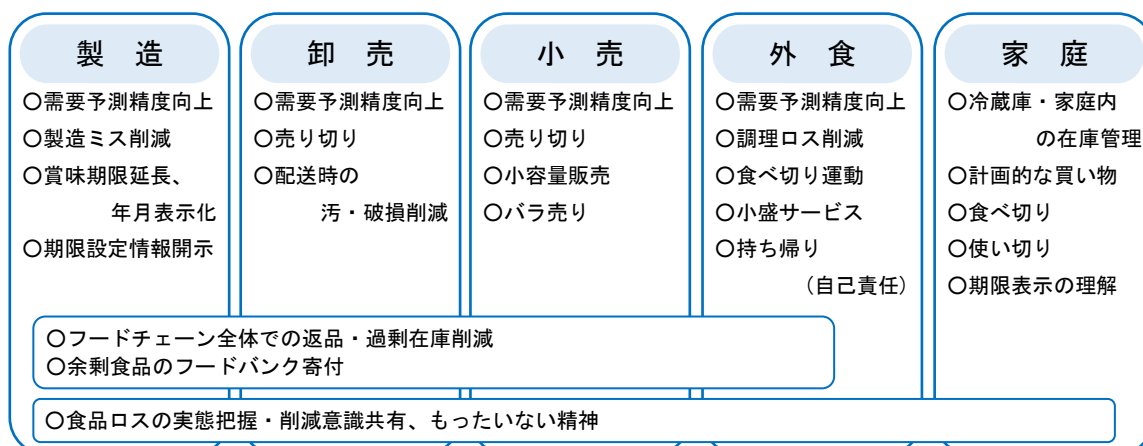 製 造
○需要予測精度向上
○製造ミス削減
○賞味期限延長、
年月表示化
○期限設定情報開示
卸 売
○需要予測精度向上
○売り切り
○配送時の
汚・破損削減
小 売
○需要予測精度向上
○売り切り
○小容量販売
○バラ売り
外 食
○需要予測精度向上
○調理ロス削減
○食べ切り運動
○小盛サービス
○持ち帰り
（自己責任）
家 庭
○冷蔵庫・家庭内
の在庫管理
○計画的な買い物
○食べ切り
○使い切り
○期限表示の理解
○フードチェーン全体での返品・過剰在庫削減
○余剰食品のフードバンク寄付
○食品ロスの実態把握・削減意識共有、もったいない精神